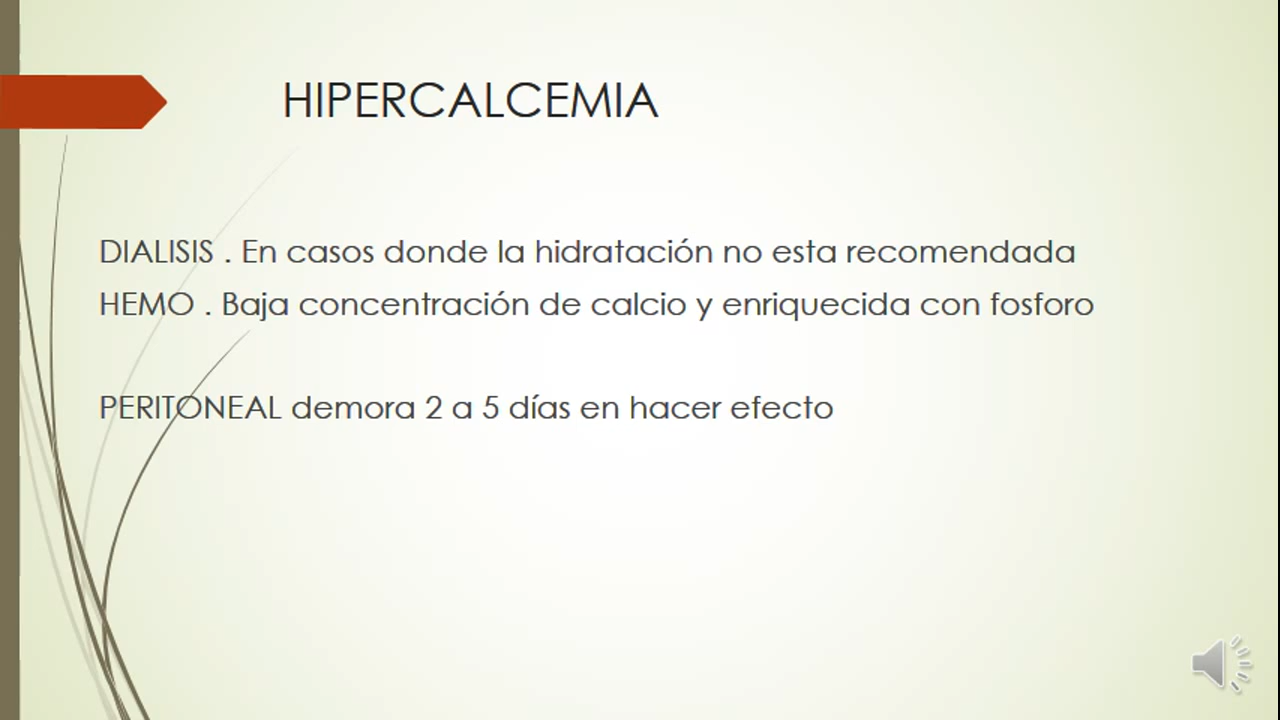 HIPERCALCEMIA
DIALISIS . En casos donde la hidratación no esta recomendada
HEMO . Baja concentración de calcio y enriquecida con fosforo
PERITONEAL demora 2 a 5 días en hacer efecto